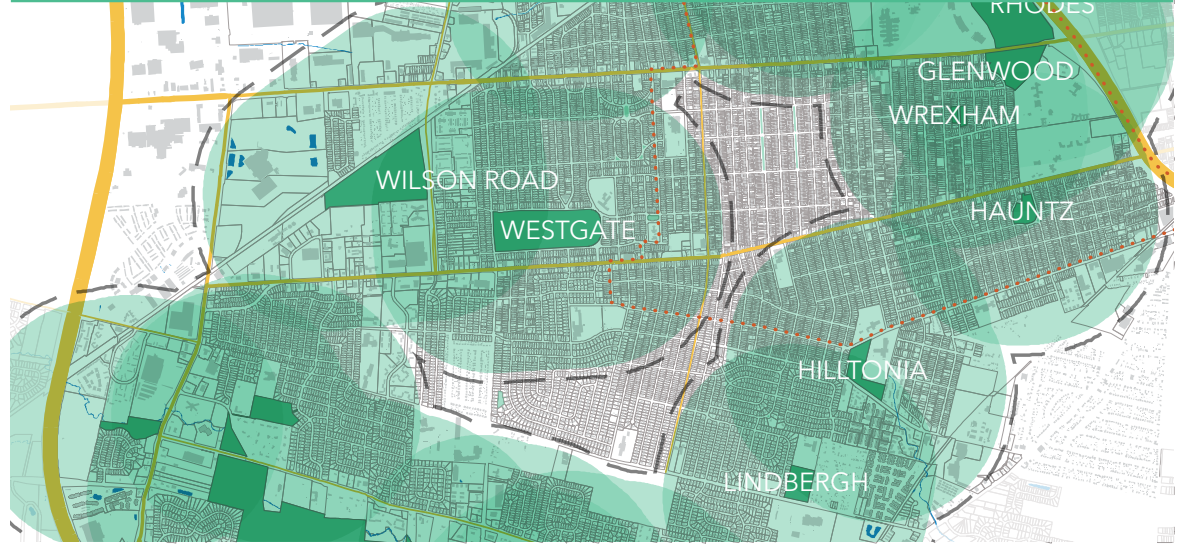 RHODES
GLENWOOD
WREXHAM
WILSON ROAD
HAUNTZ
WESTGATE
HILLTONIA
LINDBERGH